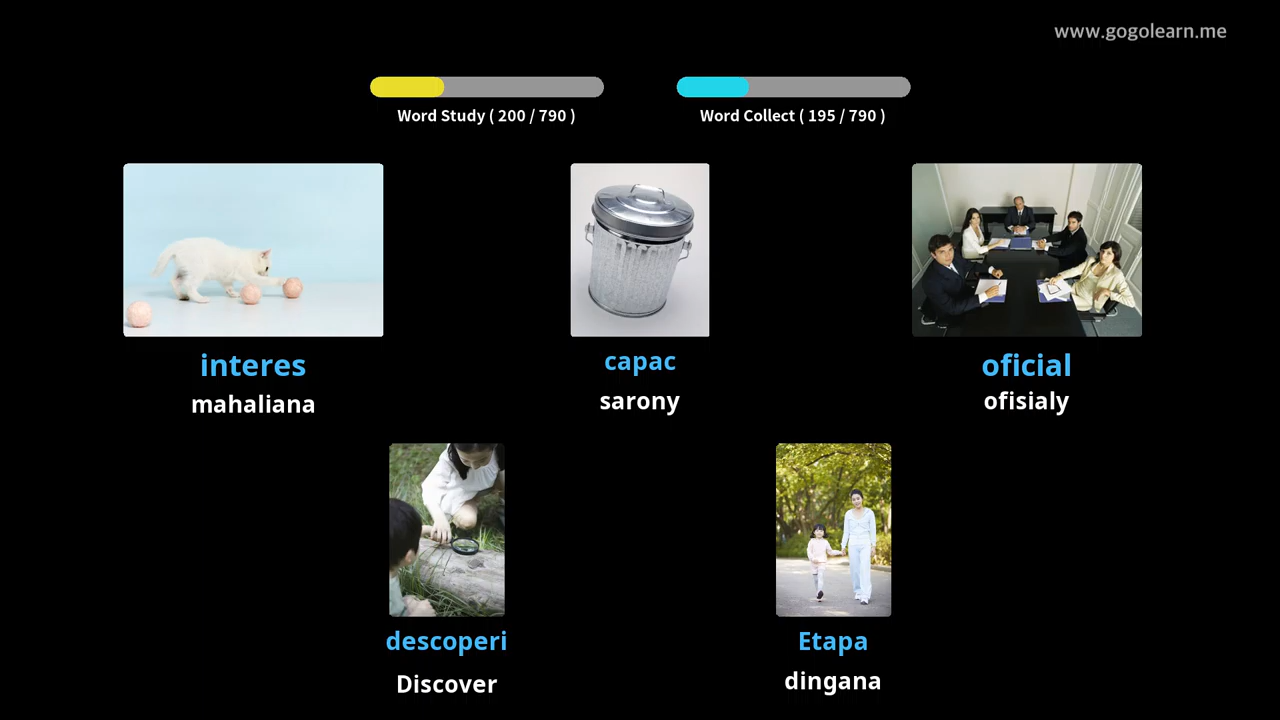 www.gogolearn.me
Word Study ( 200 / 790 )
Word Collect ( 195 / 790 )
interes
mahaliana
capac
sarony
oficial
ofisialy
descoperi
Discover
Etapa
dingana